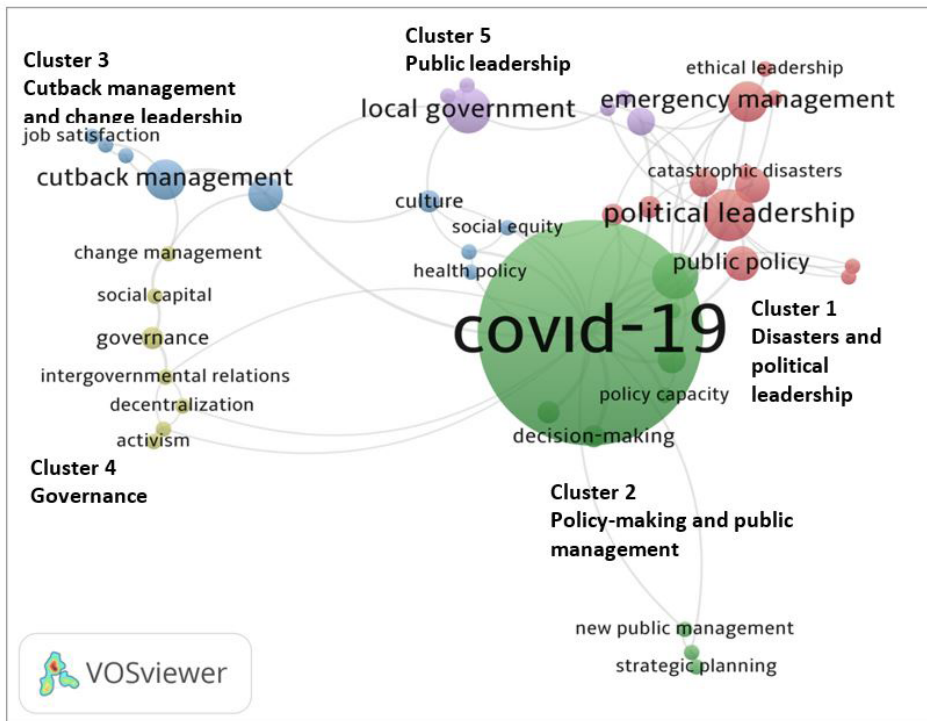 Cluster 3
Cutback management
and change leadership
job satisfaction
cutback management
Cluster 5
Public leadership
local government
ethical leadership
emergency management
catastrophic disasters
political leadership
public policy
culture
social equity
health policy
change management
social capital
governance
intergovernmental relations
decentralization
activism
Cluster 4
Governance
covid-19
policy capacity
decision-making
Cluster 1
Disasters and
political
leadership
Cluster 2
Policy-making and public
management
new public management
strategic planning
VOSviewer